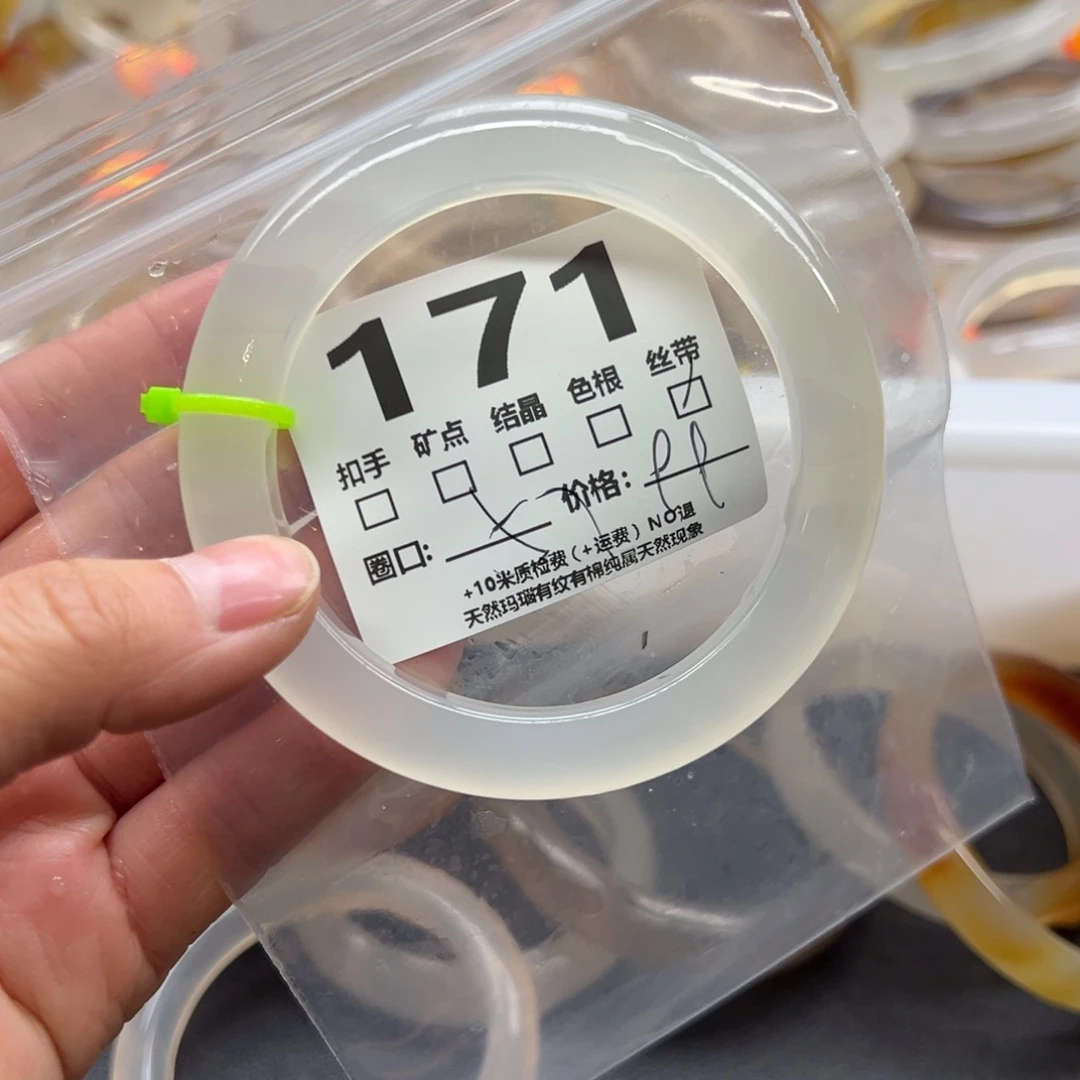 171
扣手 矿点 结晶 色根 丝带
圈口: 价格:
+10米质检费(+运费)NO退
天然玛瑙有纹有棉纯属天然现象